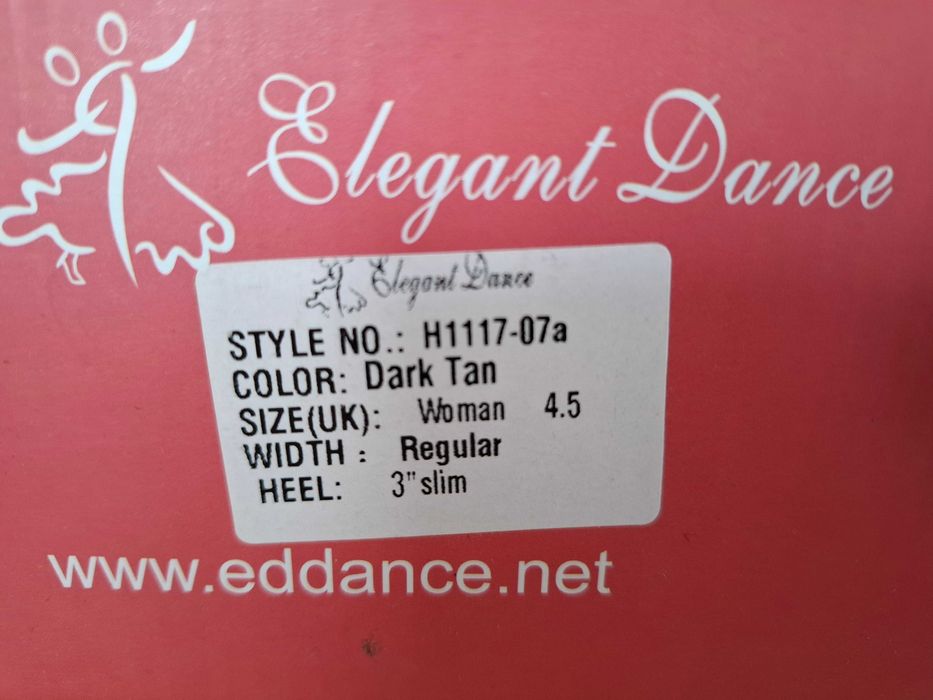 Elegant Dance
Elegant Dance
STYLE NO.: H1117-07a
COLOR: Dark Tan
SIZE(UK): Woman 4.5
WIDTH : Regular
HEEL: 3" slim
www.eddance.net